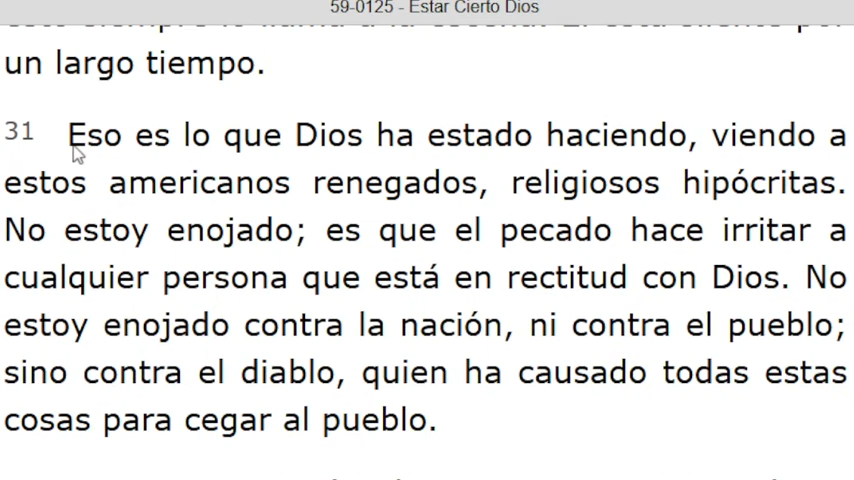 59-0125 - Estar Cierto Dios
un largo tiempo.
31 Eso es lo que Dios ha estado haciendo, viendo a
estos americanos renegados, religiosos hipócritas.
No estoy enojado; es que el pecado hace irritar a
cualquier persona que está en rectitud con Dios. No
estoy enojado contra la nación, ni contra el pueblo;
sino contra el diablo, quien ha causado todas estas
cosas para cegar al pueblo.